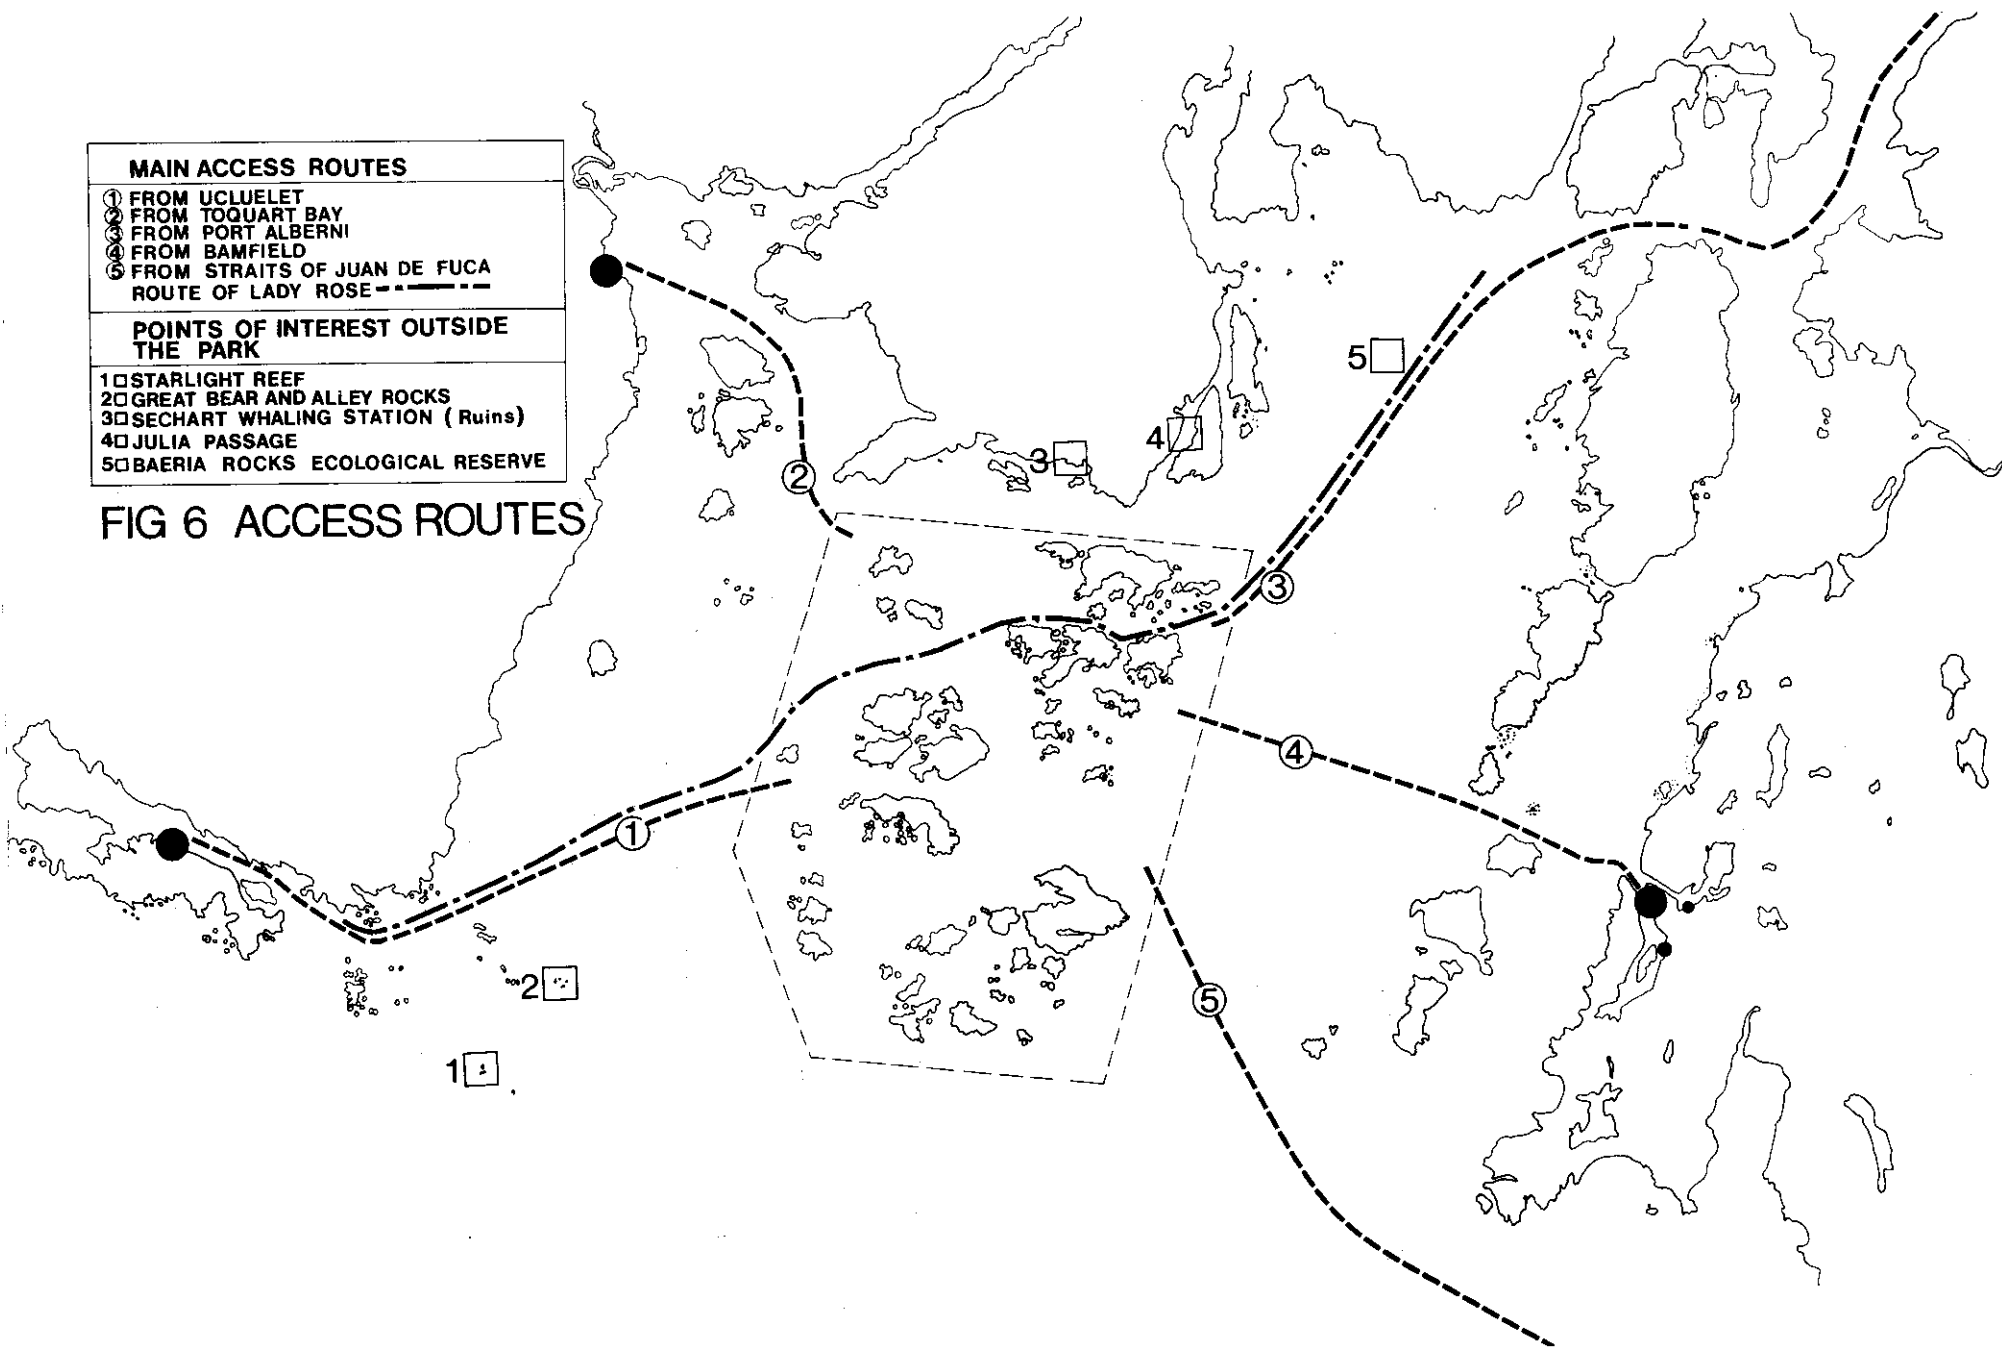 MAIN ACCESS ROUTES
① FROM UCLUELET
② FROM TOQUART BAY
③ FROM PORT ALBERNI
④ FROM BAMFIELD
⑤ FROM STRAITS OF JUAN DE FUCA
ROUTE OF LADY ROSE
POINTS OF INTEREST OUTSIDE
THE PARK
1□ STARLIGHT REEF
2□ GREAT BEAR AND ALLEY ROCKS
3□ SECHART WHALING STATION (Ruins)
4□ JULIA PASSAGE
5□ BAERIA ROCKS ECOLOGICAL RESERVE
FIG 6 ACCESS ROUTES
5
4
3
②
③
④
①
2
⑤
1